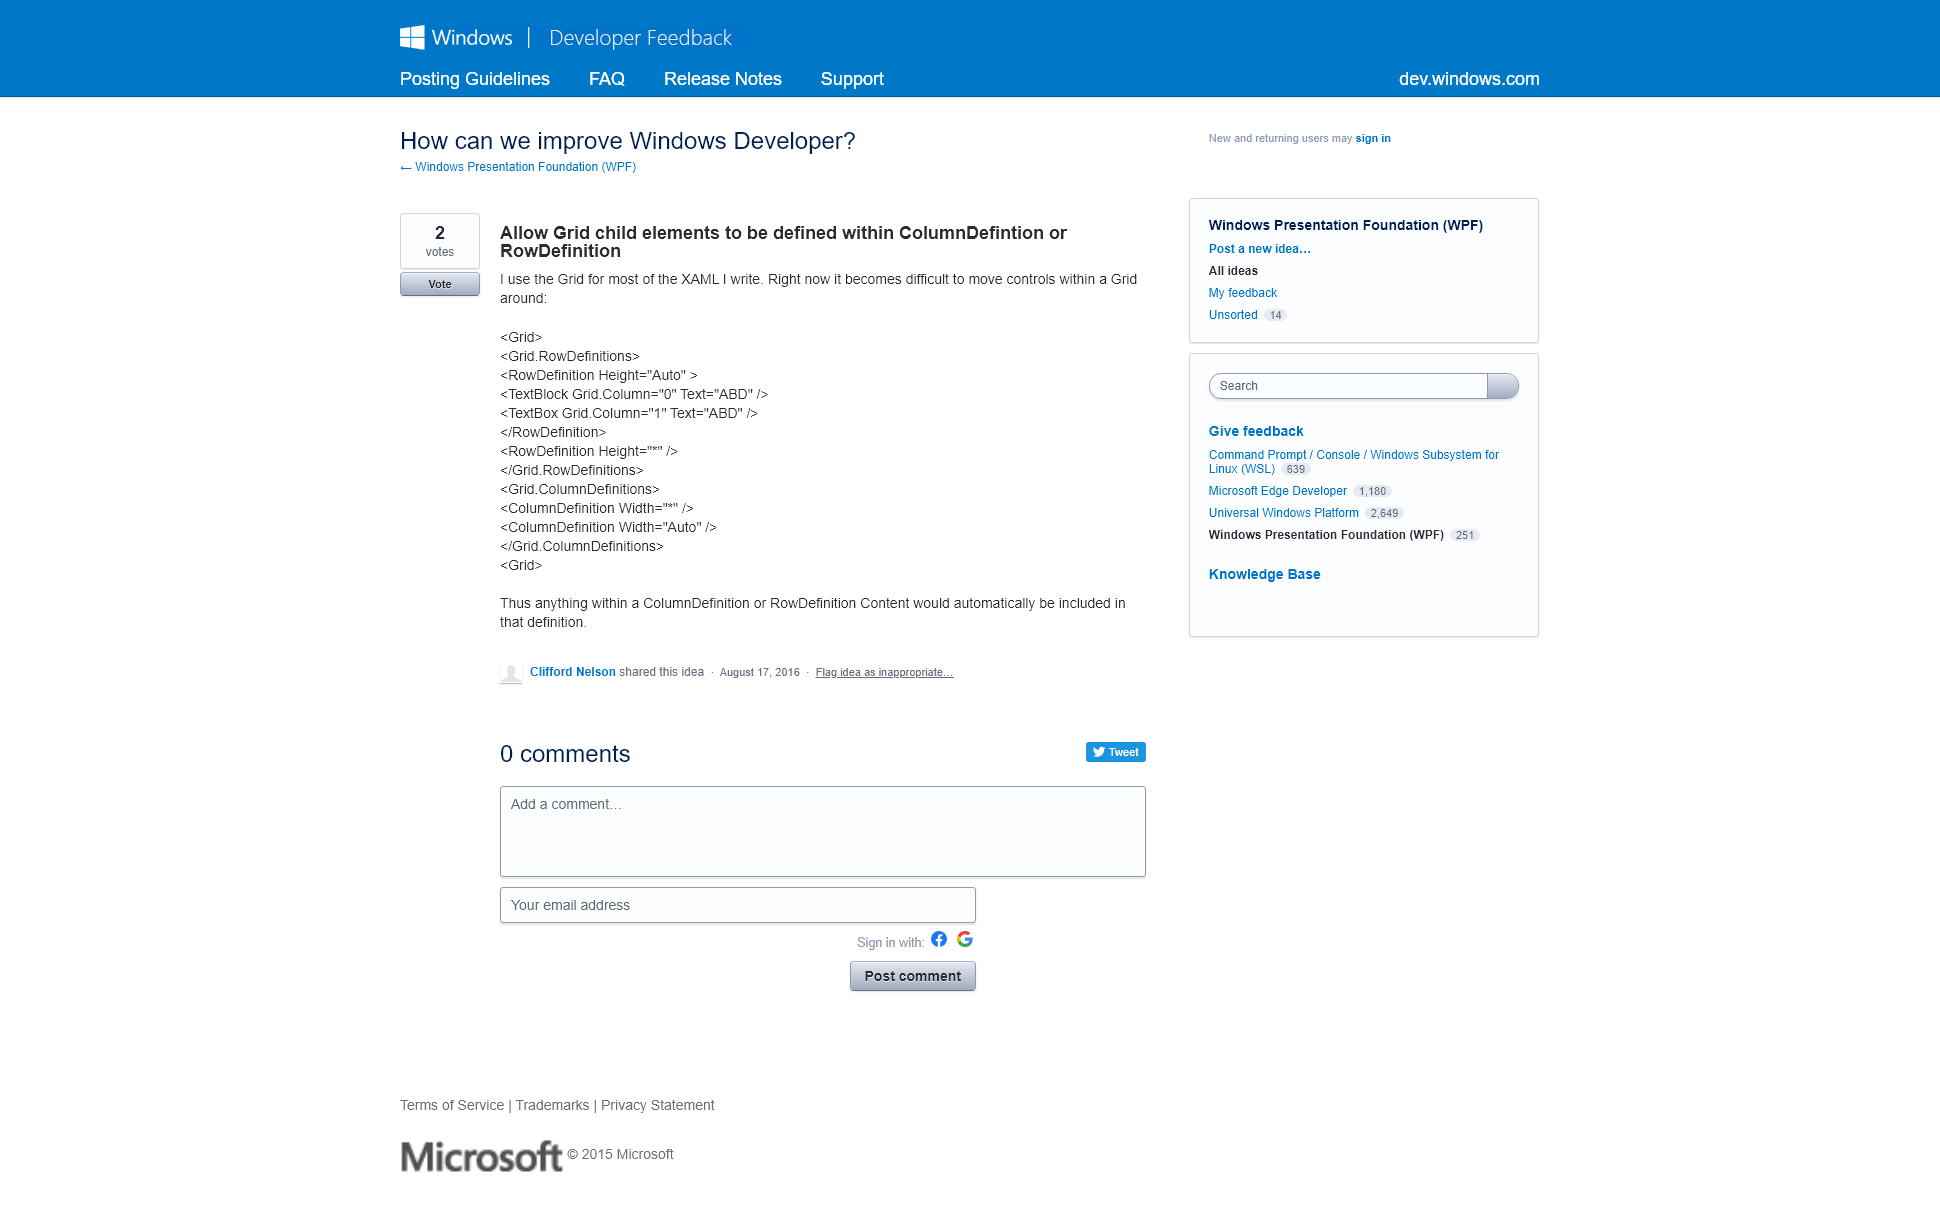 Windows | Developer Feedback
Posting Guidelines FAQ Release Notes Support dev.windows.com
How can we improve Windows Developer?
← Windows Presentation Foundation (WPF)
New and returning users may sign in
2
votes
Vote
Allow Grid child elements to be defined within ColumnDefintion or
RowDefinition
I use the Grid for most of the XAML I write. Right now it becomes difficult to move controls within a Grid
around:
<Grid>
<Grid.RowDefinitions>
<RowDefinition Height="Auto" >
<TextBlock Grid.Column="0" Text="ABD" />
<TextBox Grid.Column="1" Text="ABD" />
</RowDefinition>
<RowDefinition Height="*" />
</Grid.RowDefinitions>
<Grid.ColumnDefinitions>
<ColumnDefinition Width="*" />
<ColumnDefinition Width="Auto" />
</Grid.ColumnDefinitions>
<Grid>
Thus anything within a ColumnDefinition or RowDefinition Content would automatically be included in
that definition.
Clifford Nelson shared this idea · August 17, 2016 · Flag idea as inappropriate…
0 comments
Tweet
Add a comment…
Your email address
Sign in with:
Post comment
Windows Presentation Foundation (WPF)
Post a new idea…
All ideas
My feedback
Unsorted 14
Search
Give feedback
Command Prompt / Console / Windows Subsystem for
Linux (WSL) 639
Microsoft Edge Developer 1,180
Universal Windows Platform 2,649
Windows Presentation Foundation (WPF) 251
Knowledge Base
Terms of Service | Trademarks | Privacy Statement
Microsoft © 2015 Microsoft